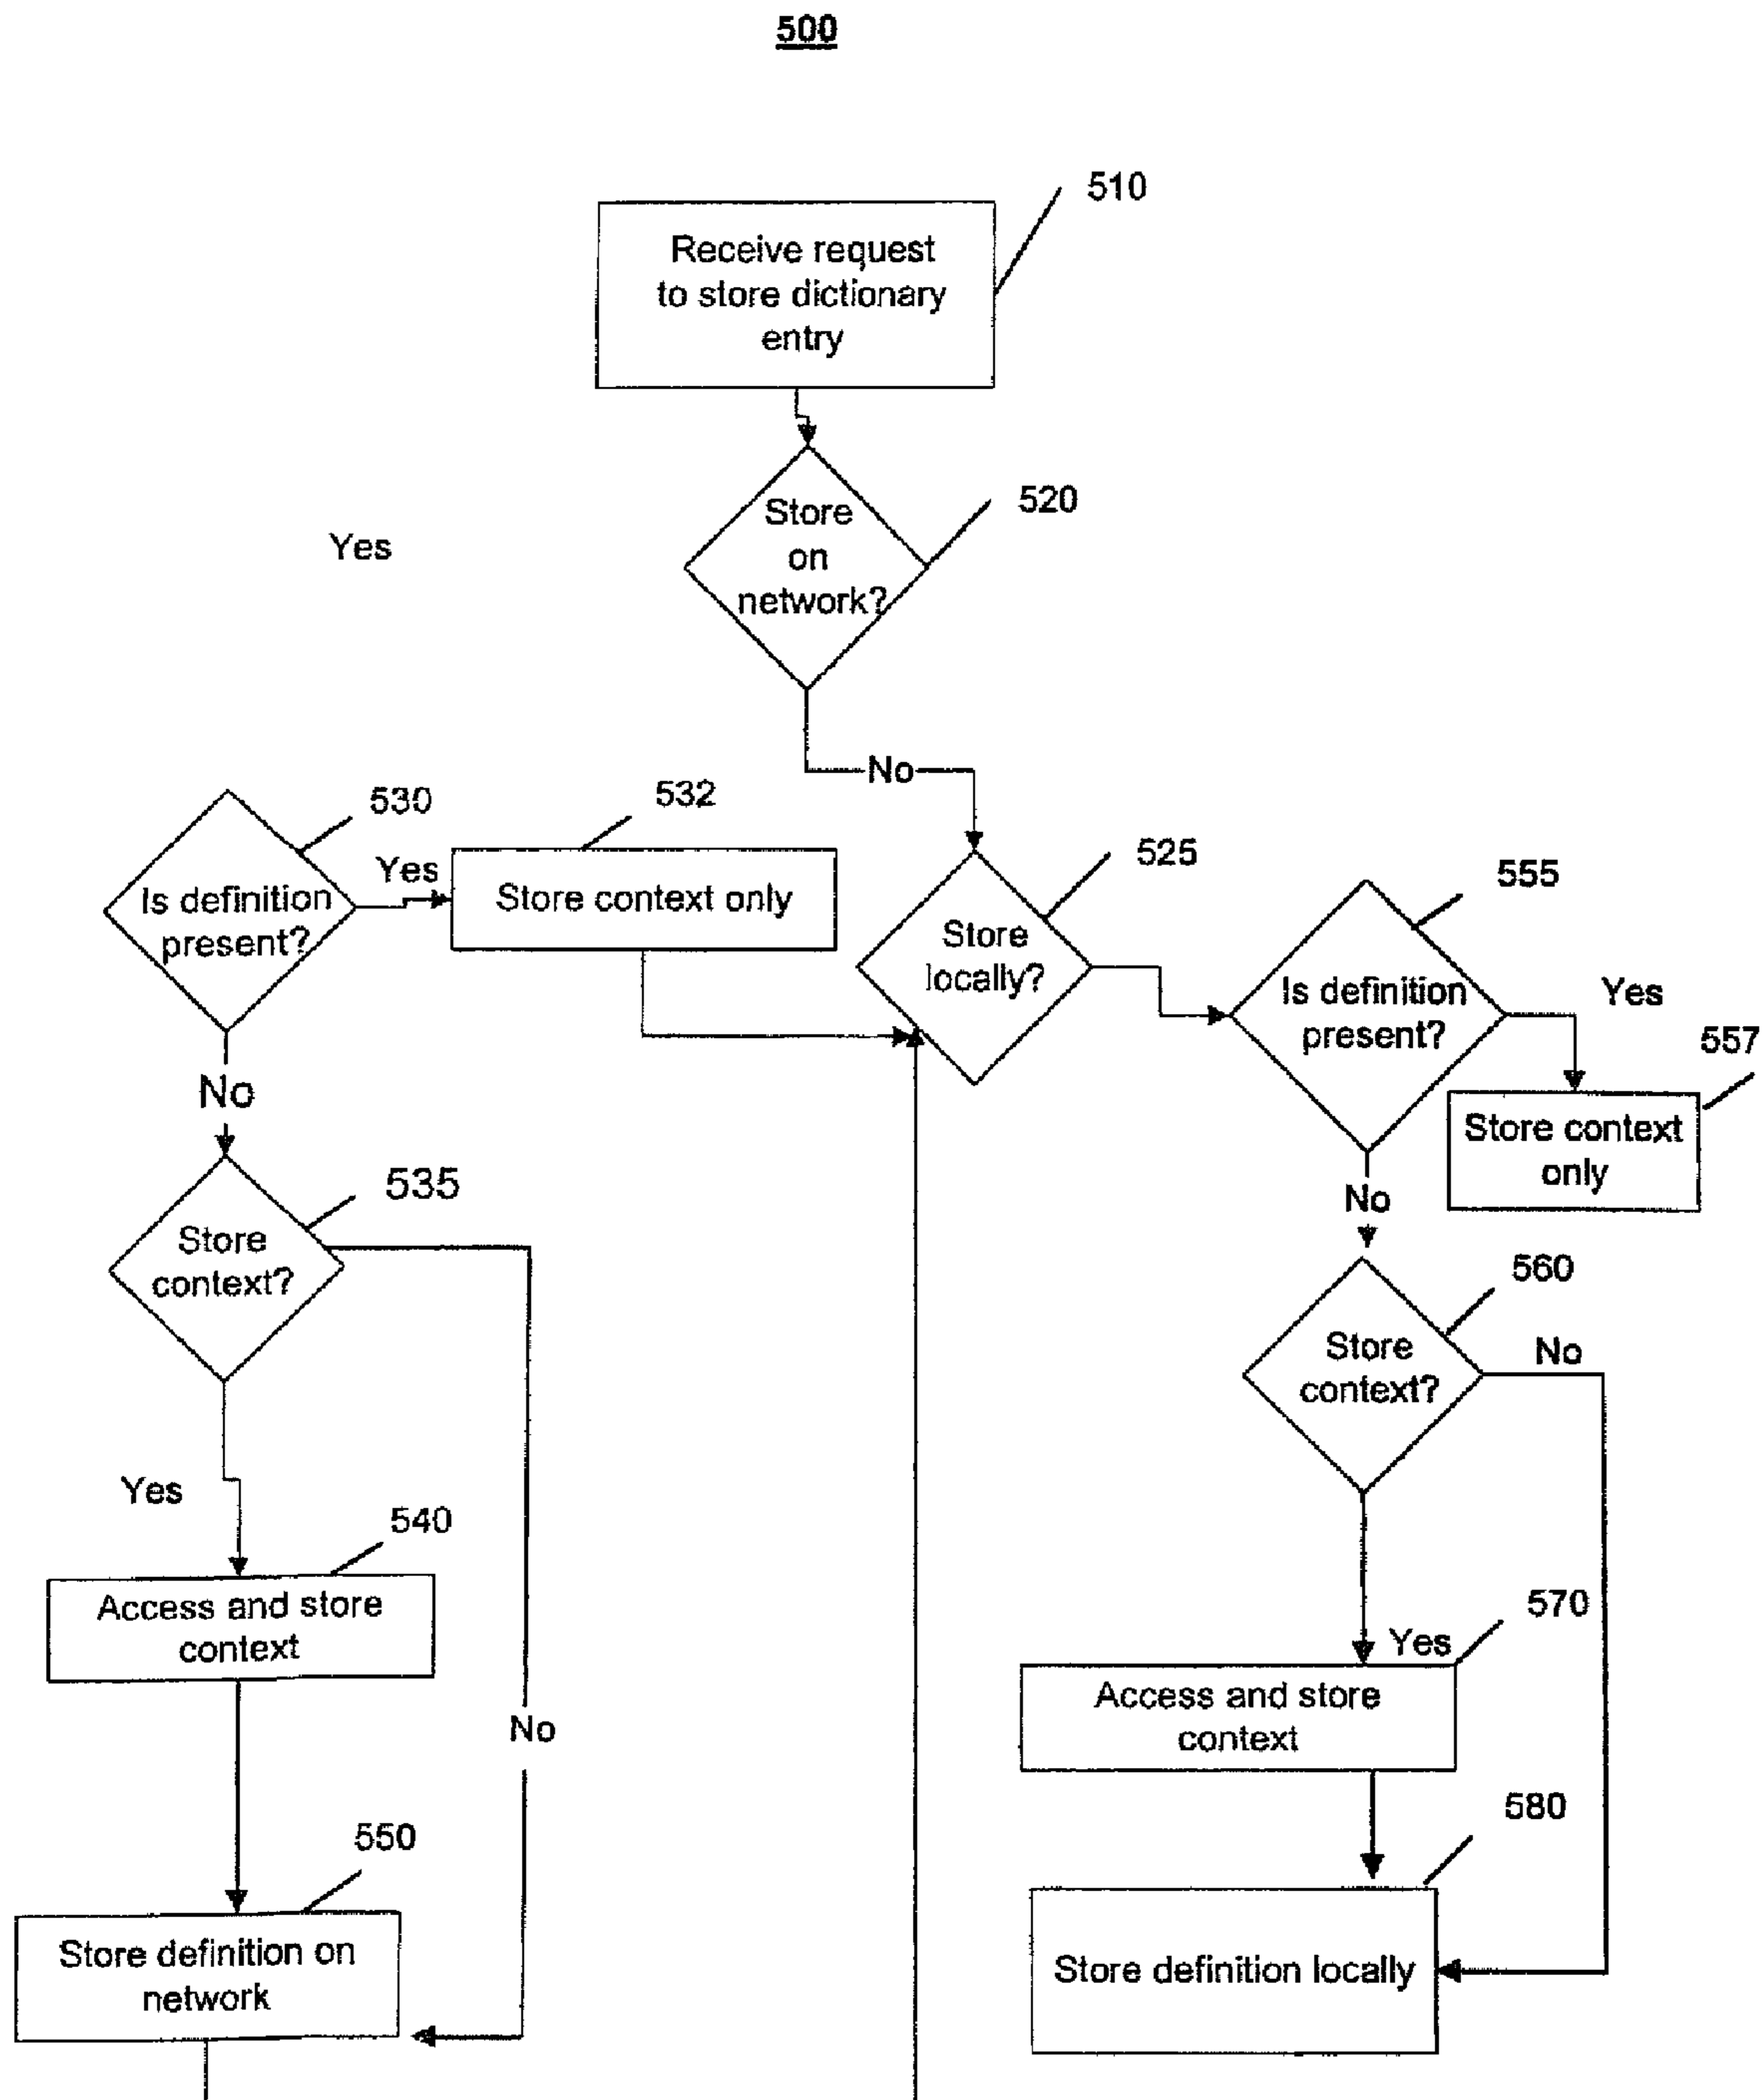 500
510
Receive request
to store dictionary
entry
520
Store
on
network?
Yes
No
530
532
525
555
Yes
Is definition
present?
Store context only
Store
locally?
Is definition
present?
Yes
557
No
Store context
only
No
535
Store
context?
560
Store
context?
No
Yes
540
Access and store
context
570
Yes
Access and store
context
No
580
550
Store definition on
network
Store definition locally